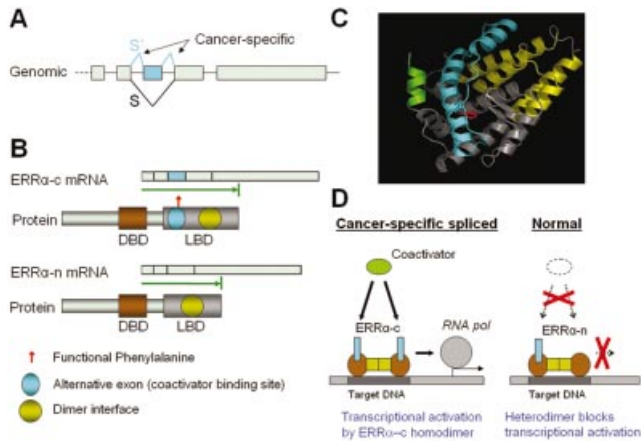 A
S'
Cancer-specific
Genomic
S
B
ERRα-c mRNA
Protein
DBD
LBD
ERRα-n mRNA
Protein
DBD
LBD
Functional Phenylalanine
Alternative exon (coactivator binding site)
Dimer interface
C
D
Cancer-specific spliced
Normal
Coactivator
ERRα-c
RNA pol
ERRα-n
Target DNA
Target DNA
Transcriptional activation
by ERRα–c homodimer
Heterodimer blocks
transcriptional activation